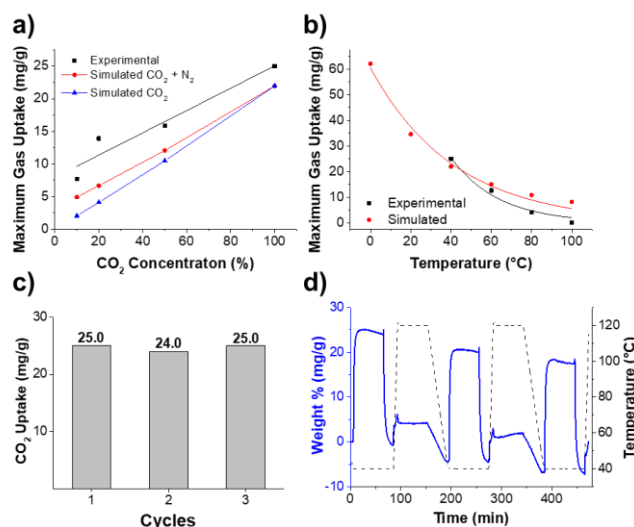 a)
Maximum Gas Uptake (mg/g)
25
20
15
10
5
0
Experimental
Simulated CO₂ + N₂
Simulated CO₂
0 20 40 60 80 100
CO₂ Concentraton (%)
b)
Maximum Gas Uptake (mg/g)
60
50
40
30
20
10
0
Experimental
Simulated
0 20 40 60 80 100
Temperature (°C)
c)
CO₂ Uptake (mg/g)
30
20
10
25.0 24.0 25.0
1 2 3
Cycles
d)
Weight % (mg/g)
30
20
10
0
-10
120
100
80
60
40
Temperature (°C)
0 100 200 300 400
Time (min)